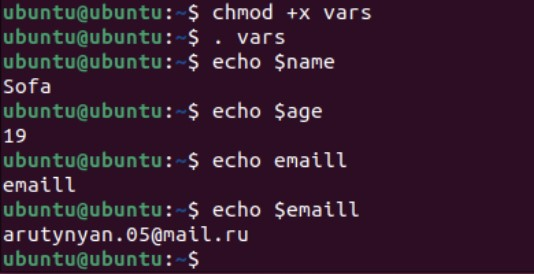 ubuntu@ubuntu:~$ chmod +x vars
ubuntu@ubuntu:~$ . vars
ubuntu@ubuntu:~$ echo $name
Sofa
ubuntu@ubuntu:~$ echo $age
19
ubuntu@ubuntu:~$ echo emaill
emaill
ubuntu@ubuntu:~$ echo $emaill
arutynyan.05@mail.ru
ubuntu@ubuntu:~$